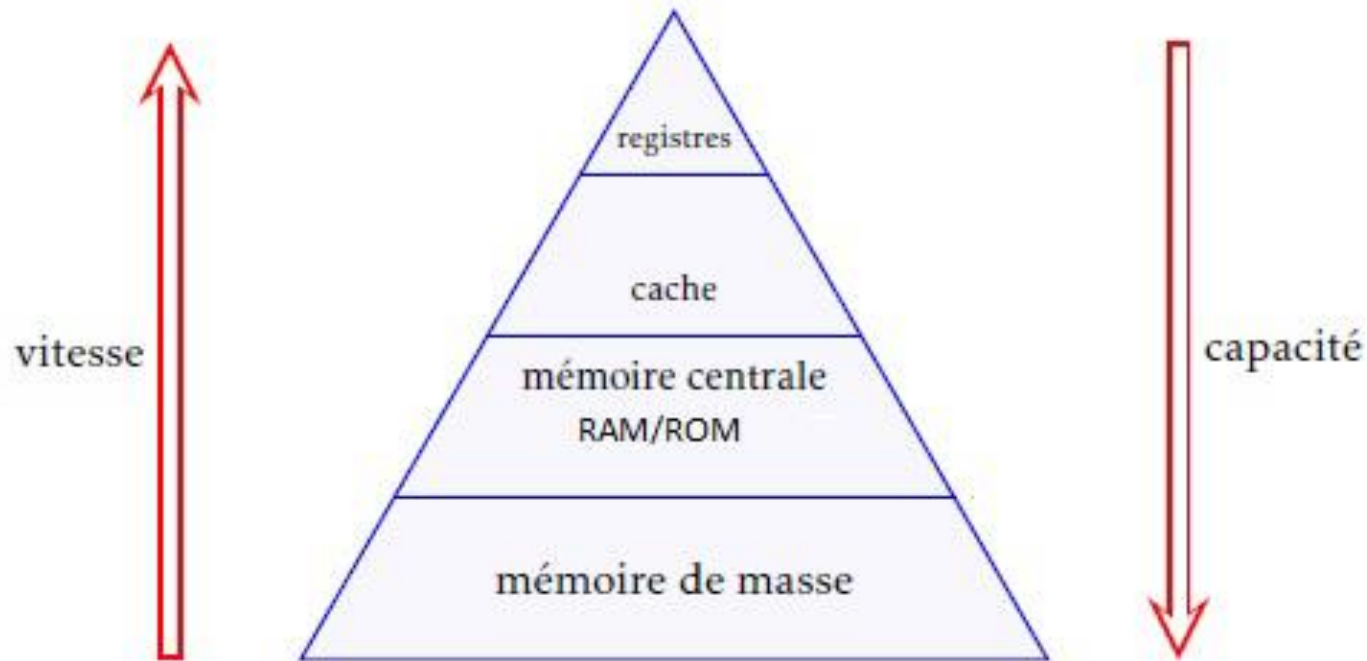 registres
cache
vitesse
mémoire centrale
RAM/ROM
capacité
mémoire de masse